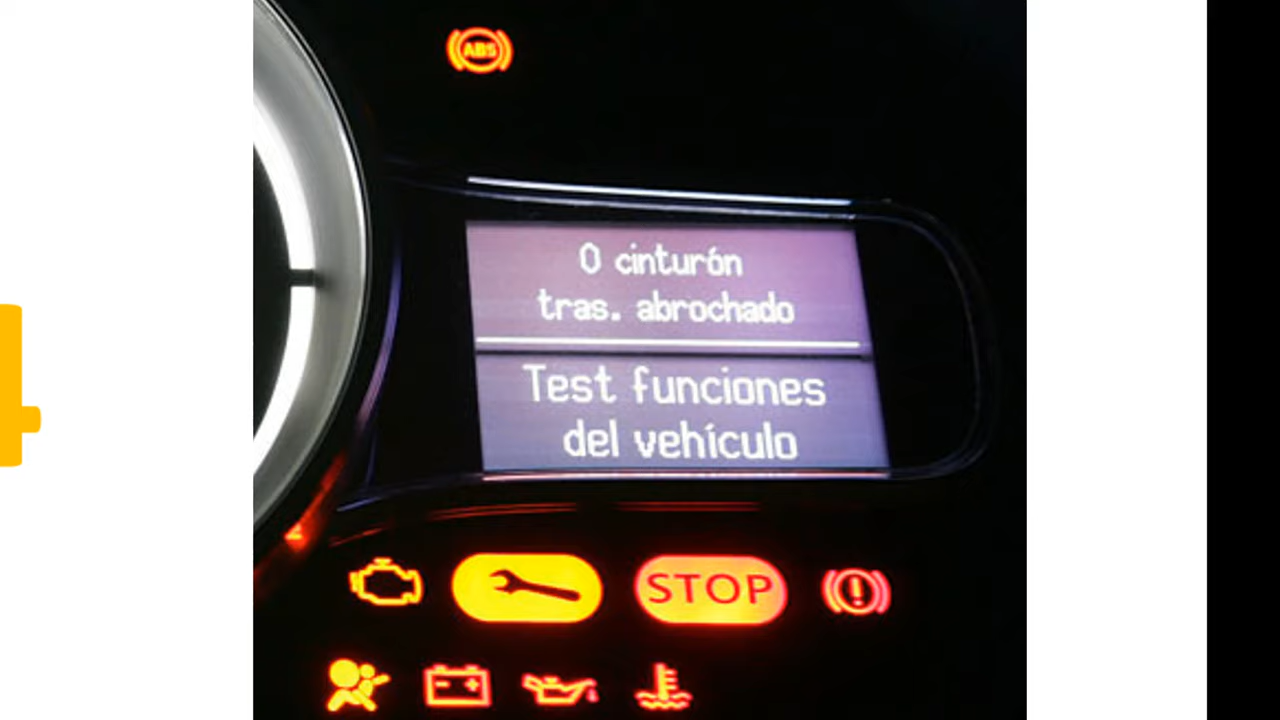 ABS
0 cinturón
tras. abrochado
Test funciones
del vehículo
STOP